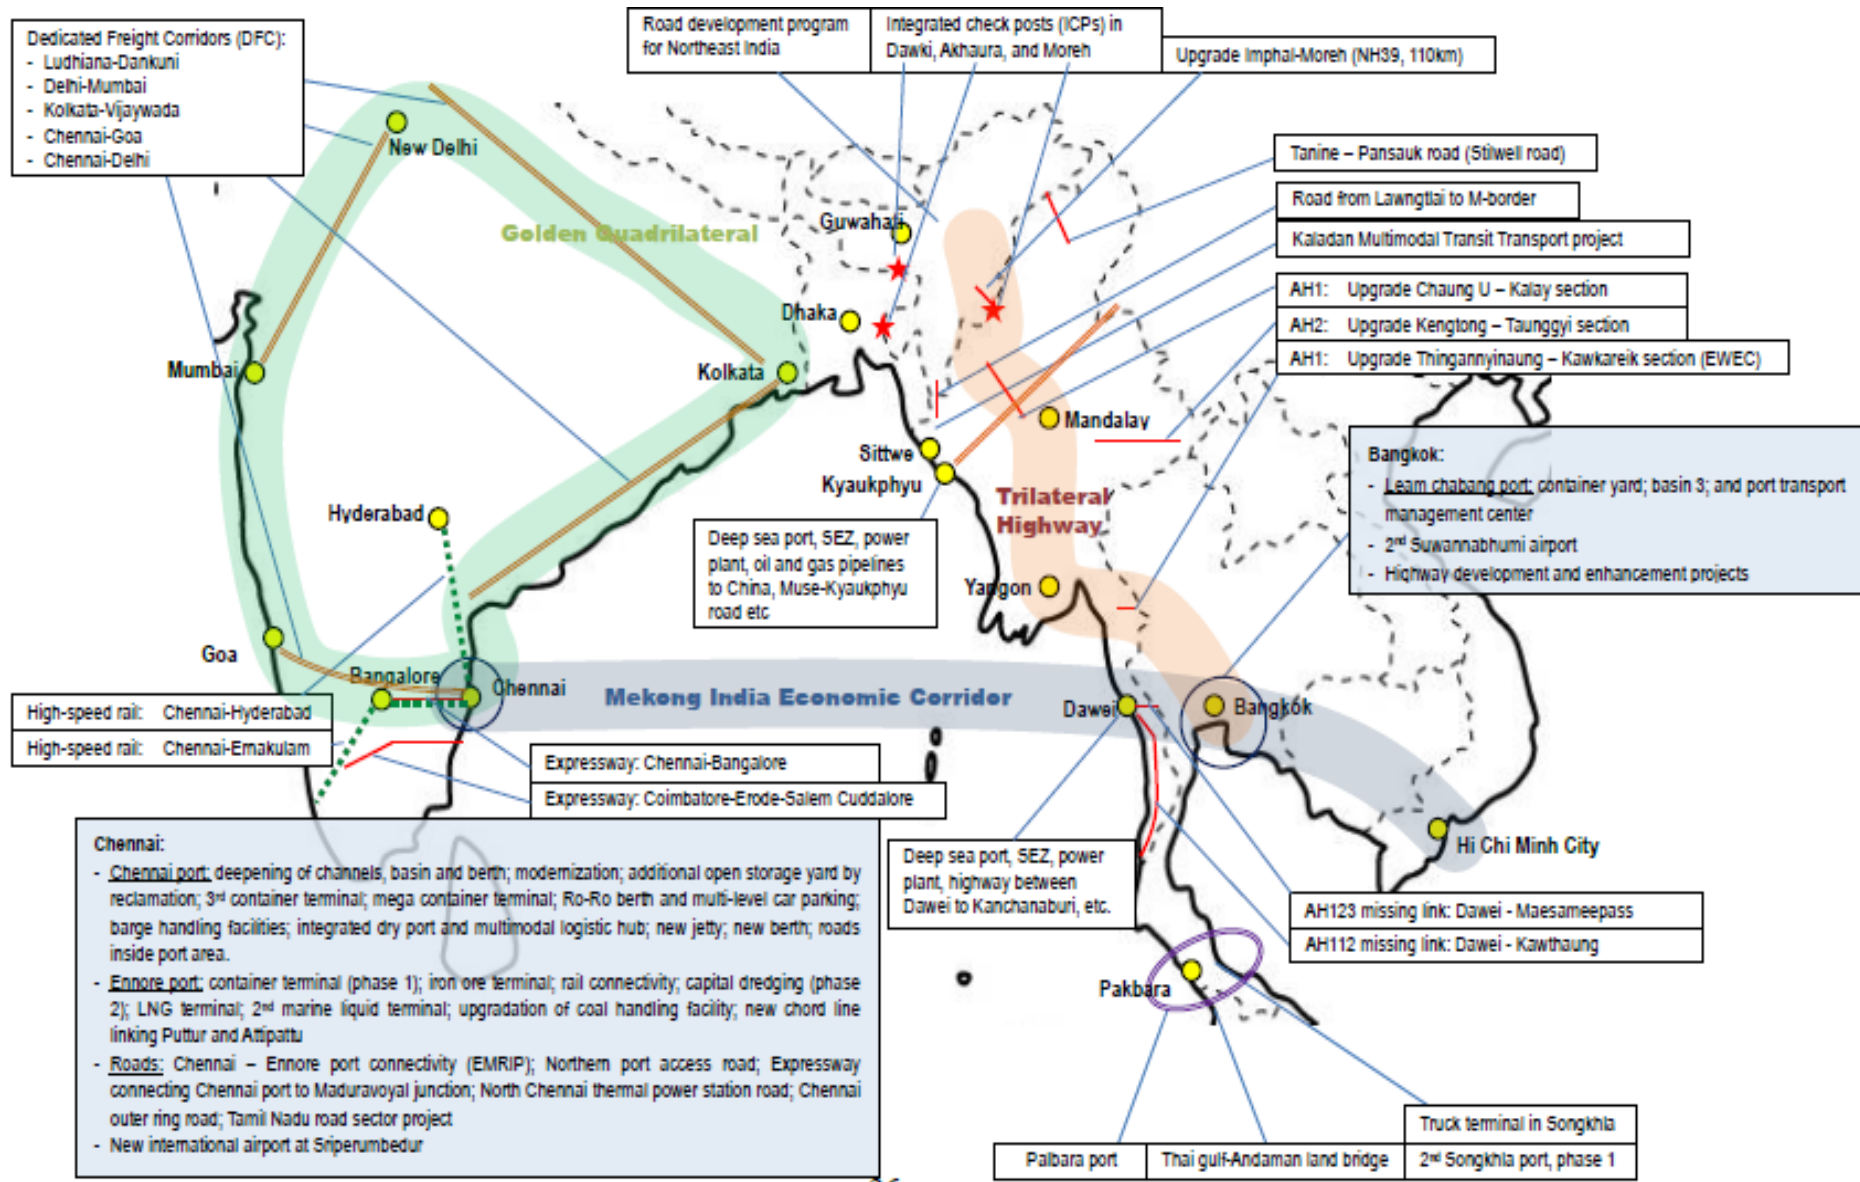 Dedicated Freight Corridors (DFC):
- Ludhiana-Dankuni
- Delhi-Mumbai
- Kolkata-Vijaywada
- Chennai-Goa
- Chennai-Delhi
Road development program
for Northeast India
Integrated check posts (ICPs) in
Dawki, Akhaura, and Moreh
Upgrade Imphal-Moreh (NH39, 110km)
Tanine – Pansauk road (Stilwell road)
Road from Lawngtlai to M-border
Kaladan Multimodal Transit Transport project
AH1: Upgrade Chaung U – Kalay section
AH2: Upgrade Kengtong – Taunggyi section
AH1: Upgrade Thingannyinaung – Kawkareik section (EWEC)
New Delhi
Golden Quadrilateral
Guwahati
Dhaka
Mumbai
Kolkata
Mandalay
Sittwe
Kyaukphyu
Trilateral
Highway
Hyderabad
Yangon
Goa
Bangalore
Chennai
Mekong India Economic Corridor
Dawei
Bangkok
Hi Chi Minh City
Pakbara
Bangkok:
- Leam chabang port: container yard; basin 3; and port transport
management center
- 2nd Suwannabhumi airport
- Highway development and enhancement projects
Deep sea port, SEZ, power
plant, oil and gas pipelines
to China, Muse-Kyaukphyu
road etc
High-speed rail: Chennai-Hyderabad
High-speed rail: Chennai-Ernakulam
Expressway: Chennai-Bangalore
Expressway: Coimbatore-Erode-Salem Cuddalore
Chennai:
- Chennai port: deepening of channels, basin and berth; modernization; additional open storage yard by
reclamation; 3rd container terminal; mega container terminal; Ro-Ro berth and multi-level car parking;
barge handling facilities; integrated dry port and multimodal logistic hub; new jetty; new berth; roads
inside port area.
- Ennore port: container terminal (phase 1); iron ore terminal; rail connectivity; capital dredging (phase
2); LNG terminal; 2nd marine liquid terminal; upgradation of coal handling facility; new chord line
linking Puttur and Attipattu
- Roads: Chennai – Ennore port connectivity (EMRIP); Northern port access road; Expressway
connecting Chennai port to Maduravoyal junction; North Chennai thermal power station road; Chennai
outer ring road; Tamil Nadu road sector project
- New international airport at Sriperumbedur
Deep sea port, SEZ, power
plant, highway between
Dawei to Kanchanaburi, etc.
AH123 missing link: Dawei - Maesameepass
AH112 missing link: Dawei - Kawthaung
Palbara port
Thai gulf-Andaman land bridge
Truck terminal in Songkhla
2nd Songkhla port, phase 1